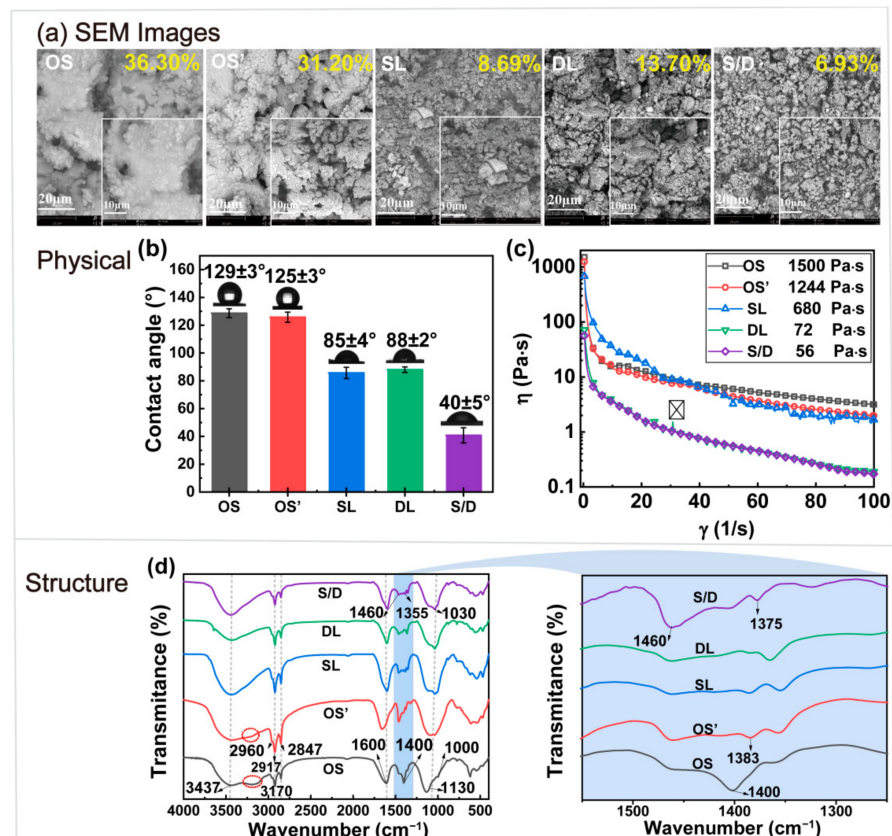 (a) SEM Images
OS 36.30% OS' 31.20% SL 8.69% DL 13.70% S/D 6.93%
20μm 10μm 20μm 10μm 20μm 10μm 20μm 10μm 20μm 10μm
Physical
(b)
Contact angle (°)
160
140
120
100
80
60
40
20
0
129±3°
125±3°
85±4°
88±2°
40±5°
OS OS' SL DL S/D
(c)
η (Pa·s)
1000
100
10
1
0.1
OS 1500 Pa·s
OS' 1244 Pa·s
SL 680 Pa·s
DL 72 Pa·s
S/D 56 Pa·s
0 20 40 60 80 100
γ (1/s)
Structure
(d)
Transmitance (%)
S/D
1460 1355 1030
DL
SL
OS'
2960 2847 1600 1400 1000
2917
OS
3437 3170 1130
4000 3500 3000 2500 2000 1500 1000 500
Wavenumber (cm⁻¹)
Transmitance (%)
S/D
1460 1375
DL
SL
OS'
1383
OS
1400
1500 1400 1300
Wavenumber (cm⁻¹)